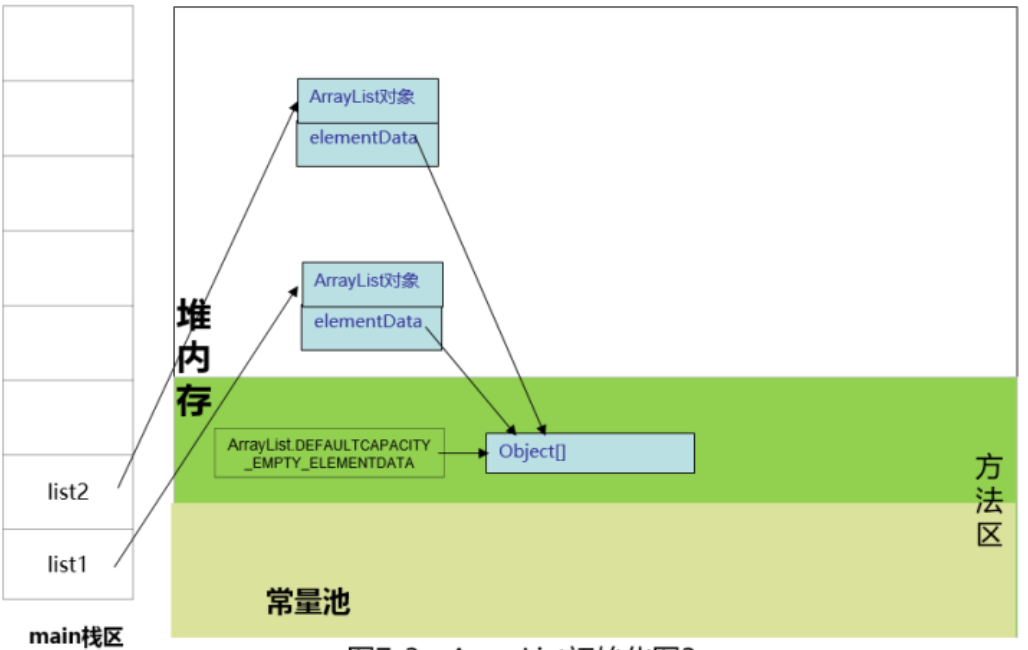 ArrayList对象
elementData
ArrayList对象
elementData
堆
内
存
ArrayList.DEFAULTCAPACITY
_EMPTY_ELEMENTDATA
Object[]
方
法
区
list2
list1
常量池
main栈区